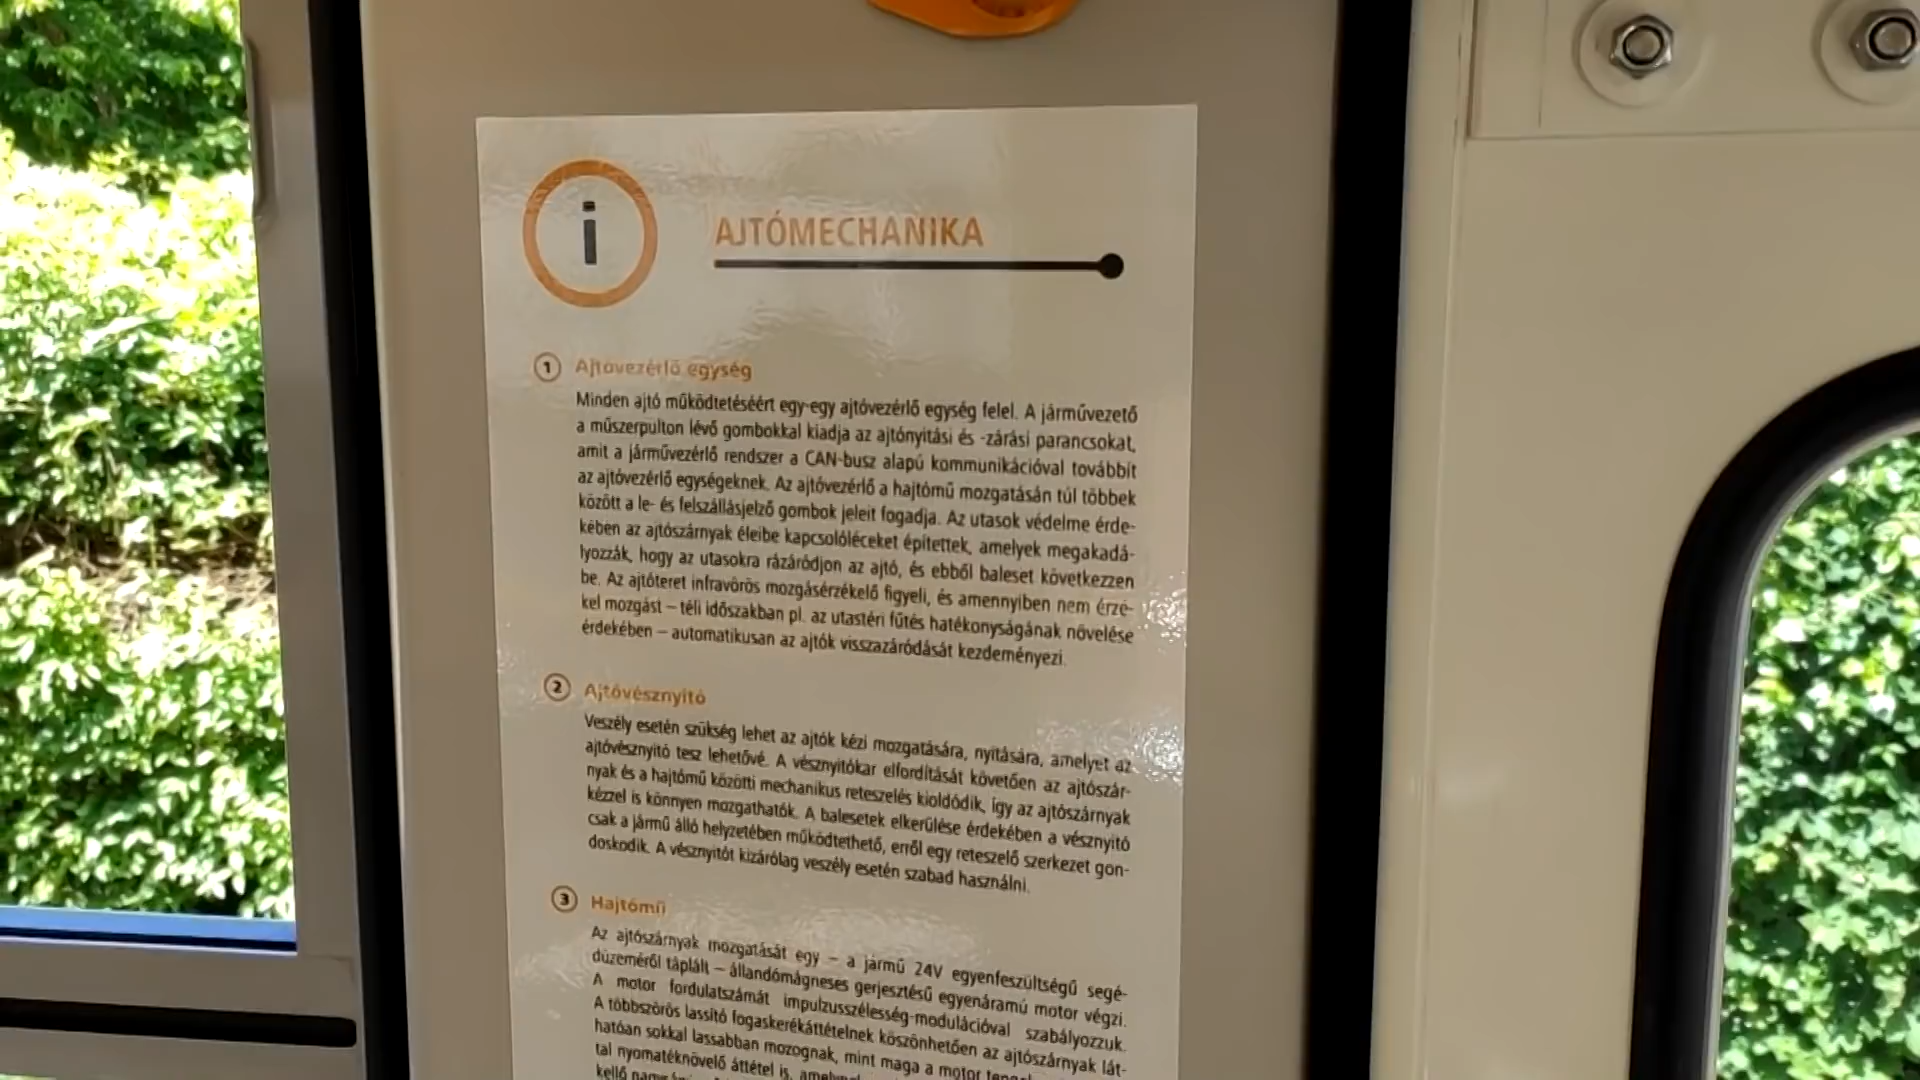 i
AJTÓMECHANIKA
1 Ajtóvezérlő egység
Minden ajtó működtetéséért egy-egy ajtóvezérlő egység felel. A járművezető
a műszerpulton lévő gombokkal kiadja az ajtónyitási és -zárási parancsokat,
amit a járművezérlő rendszer a CAN-busz alapú kommunikációval továbbít
az ajtóvezérlő egységeknek. Az ajtóvezérlő a hajtómű mozgatásán túl többek
között a le- és felszállásjelző gombok jeleit fogadja. Az utasok védelme érde-
kében az ajtószárnyak éleibe kapcsolóléceket építettek, amelyek megakadá-
lyozzák, hogy az utasokra rázáródjon az ajtó, és ebből baleset következzen
be. Az ajtóteret infravörös mozgásérzékelő figyeli, és amennyiben nem érzé-
kel mozgást – téli időszakban pl. az utastéri fűtés hatékonyságának növelése
érdekében – automatikusan az ajtók visszazáródását kezdeményezi.
2 Ajtóvésznyitó
Veszély esetén szükség lehet az ajtók kézi mozgatására, nyitására, amelyet az
ajtóvésznyitó tesz lehetővé. A vésznyitókar elfordítását követően az ajtószár-
nyak és a hajtómű közötti mechanikus reteszelés kioldódik, így az ajtószárnyak
kézzel is könnyen mozgathatók. A balesetek elkerülése érdekében a vésznyitó
csak a jármű álló helyzetében működtethető, erről egy reteszelő szerkezet gon-
doskodik. A vésznyitót kizárólag veszély esetén szabad használni.
3 Hajtómű
Az ajtószárnyak mozgatását egy – a jármű 24V egyenfeszültségű segé-
düzeméről táplált – állandómágneses gerjesztésű egyenáramú motor végzi.
A motor fordulatszámát impulzusszélesség-modulációval szabályozzuk.
A többszörös lassító fogaskerékáttételnek köszönhetően az ajtószárnyak lát-
hatóan sokkal lassabban mozognak, mint maga a motor
tal nyomatéknövelő áttétel is,
kellő